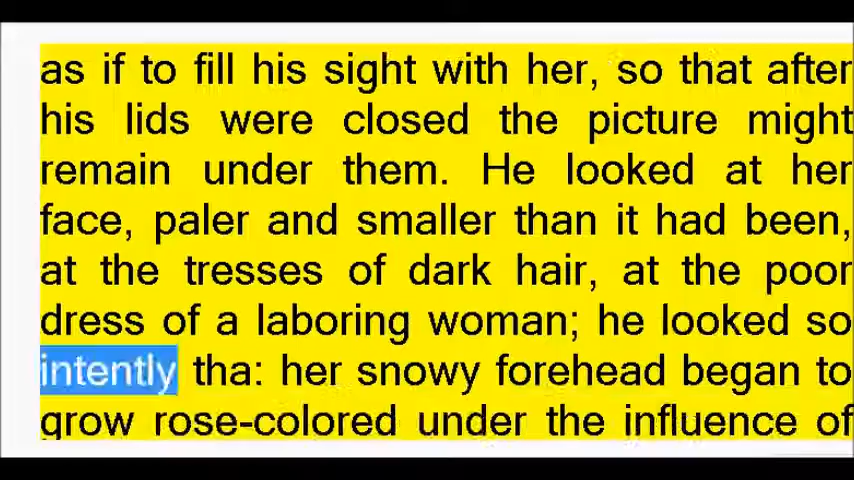 as if to fill his sight with her, so that after
his lids were closed the picture might
remain under them. He looked at her
face, paler and smaller than it had been,
at the tresses of dark hair, at the poor
dress of a laboring woman; he looked so
intently tha: her snowy forehead began to
grow rose-colored under the influence of